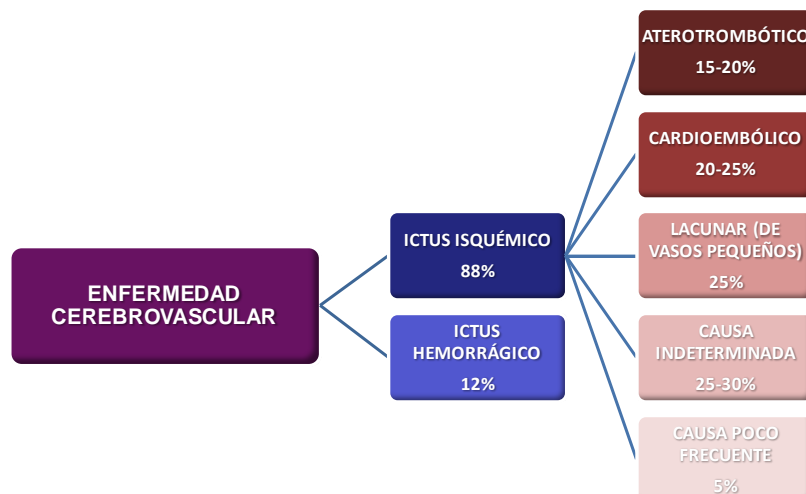 ENFERMEDAD
CEREBROVASCULAR
ICTUS ISQUÉMICO
88%
ICTUS
HEMORRÁGICO
12%
ATEROTROMBÓTICO
15-20%
CARDIOEMBÓLICO
20-25%
LACUNAR (DE
VASOS PEQUEÑOS)
25%
CAUSA
INDETERMINADA
25-30%
CAUSA POCO
FRECUENTE
5%